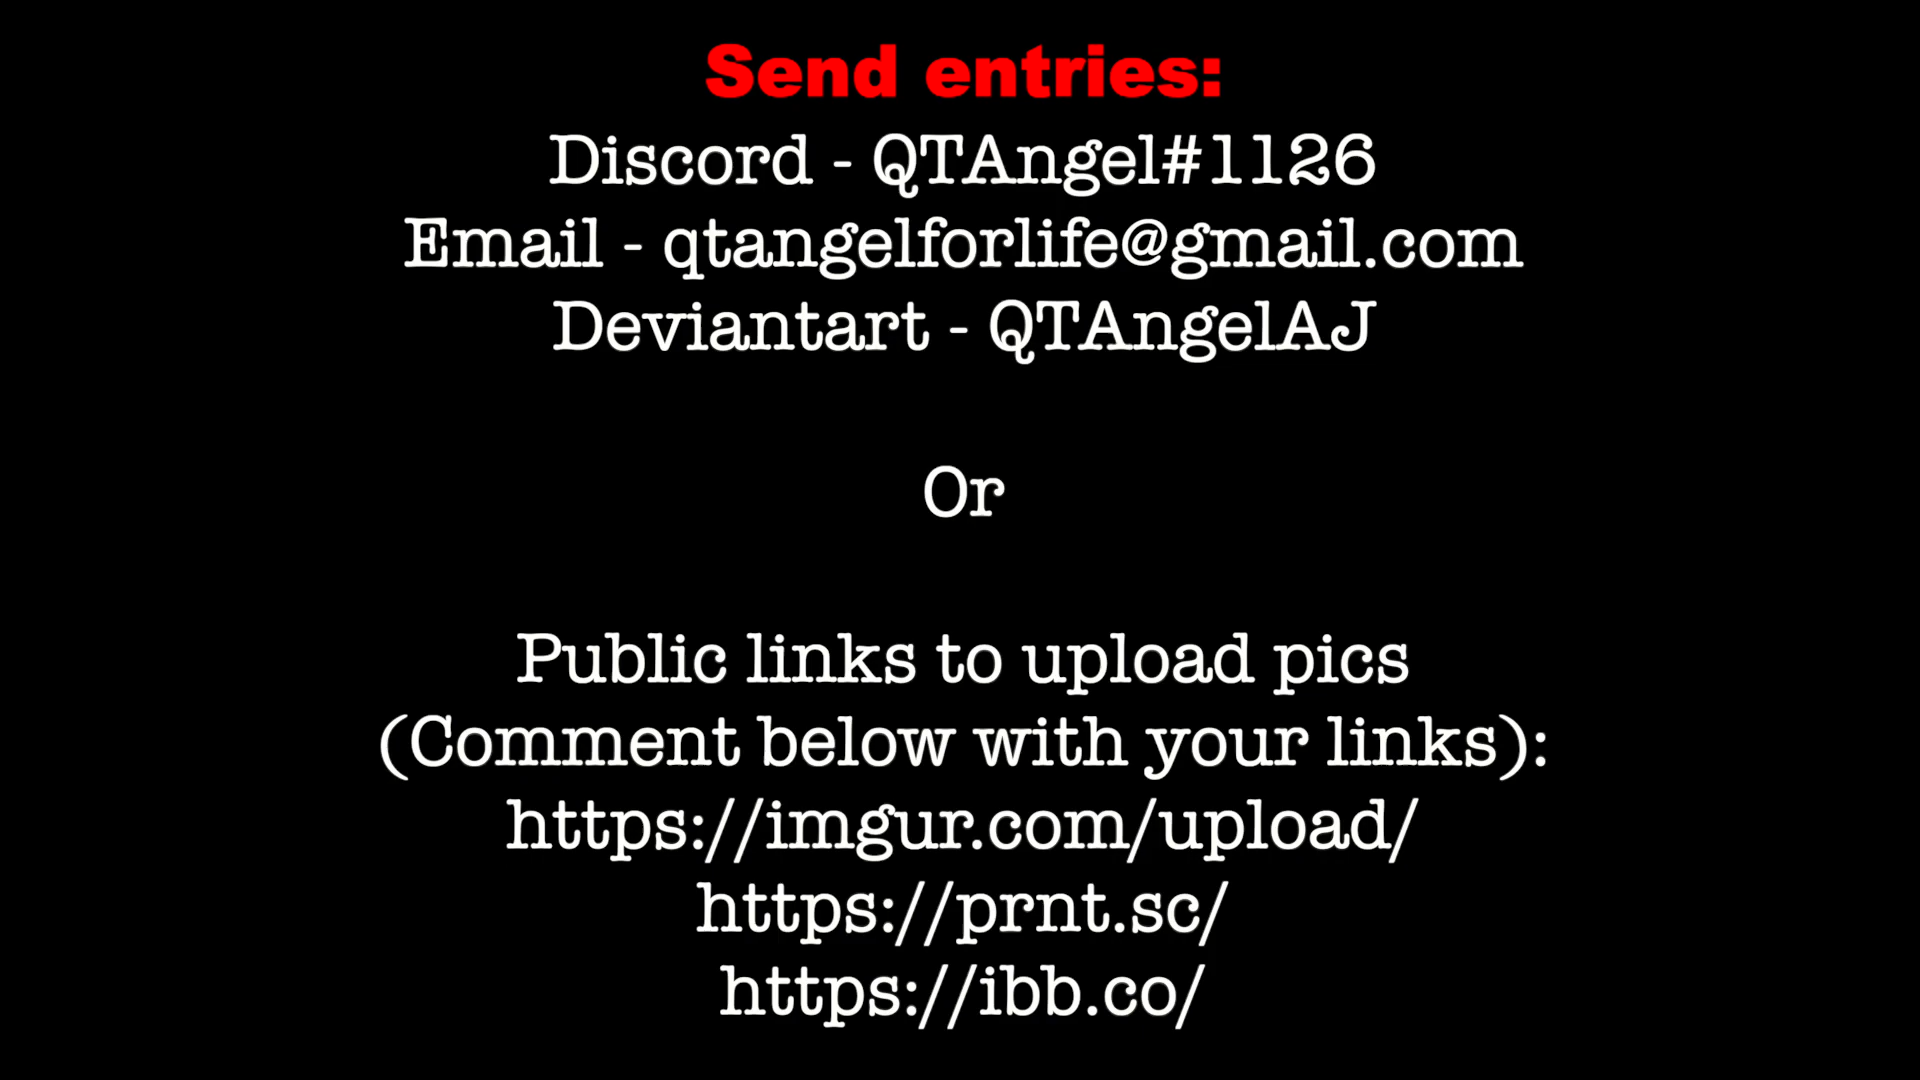 Send entries:
Discord - QTAngel#1126
Email - qtangelforlife@gmail.com
Deviantart - QTAngelAJ
Or
Public links to upload pics
(Comment below with your links):
https://imgur.com/upload/
https://prnt.sc/
https://ibb.co/